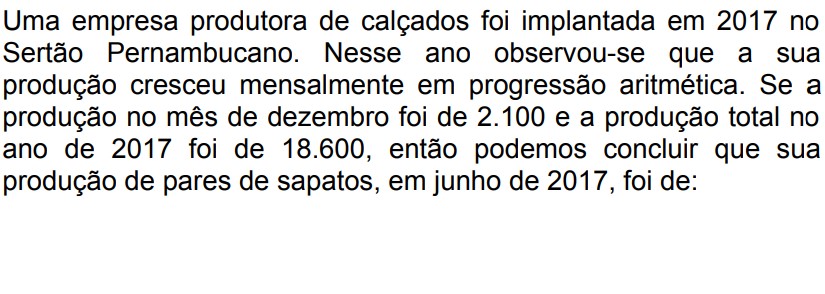 Uma empresa produtora de calçados foi implantada em 2017 no
Sertão Pernambucano. Nesse ano observou-se que a sua
produção cresceu mensalmente em progressão aritmética. Se a
produção no mês de dezembro foi de 2.100 e a produção total no
ano de 2017 foi de 18.600, então podemos concluir que sua
produção de pares de sapatos, em junho de 2017, foi de: